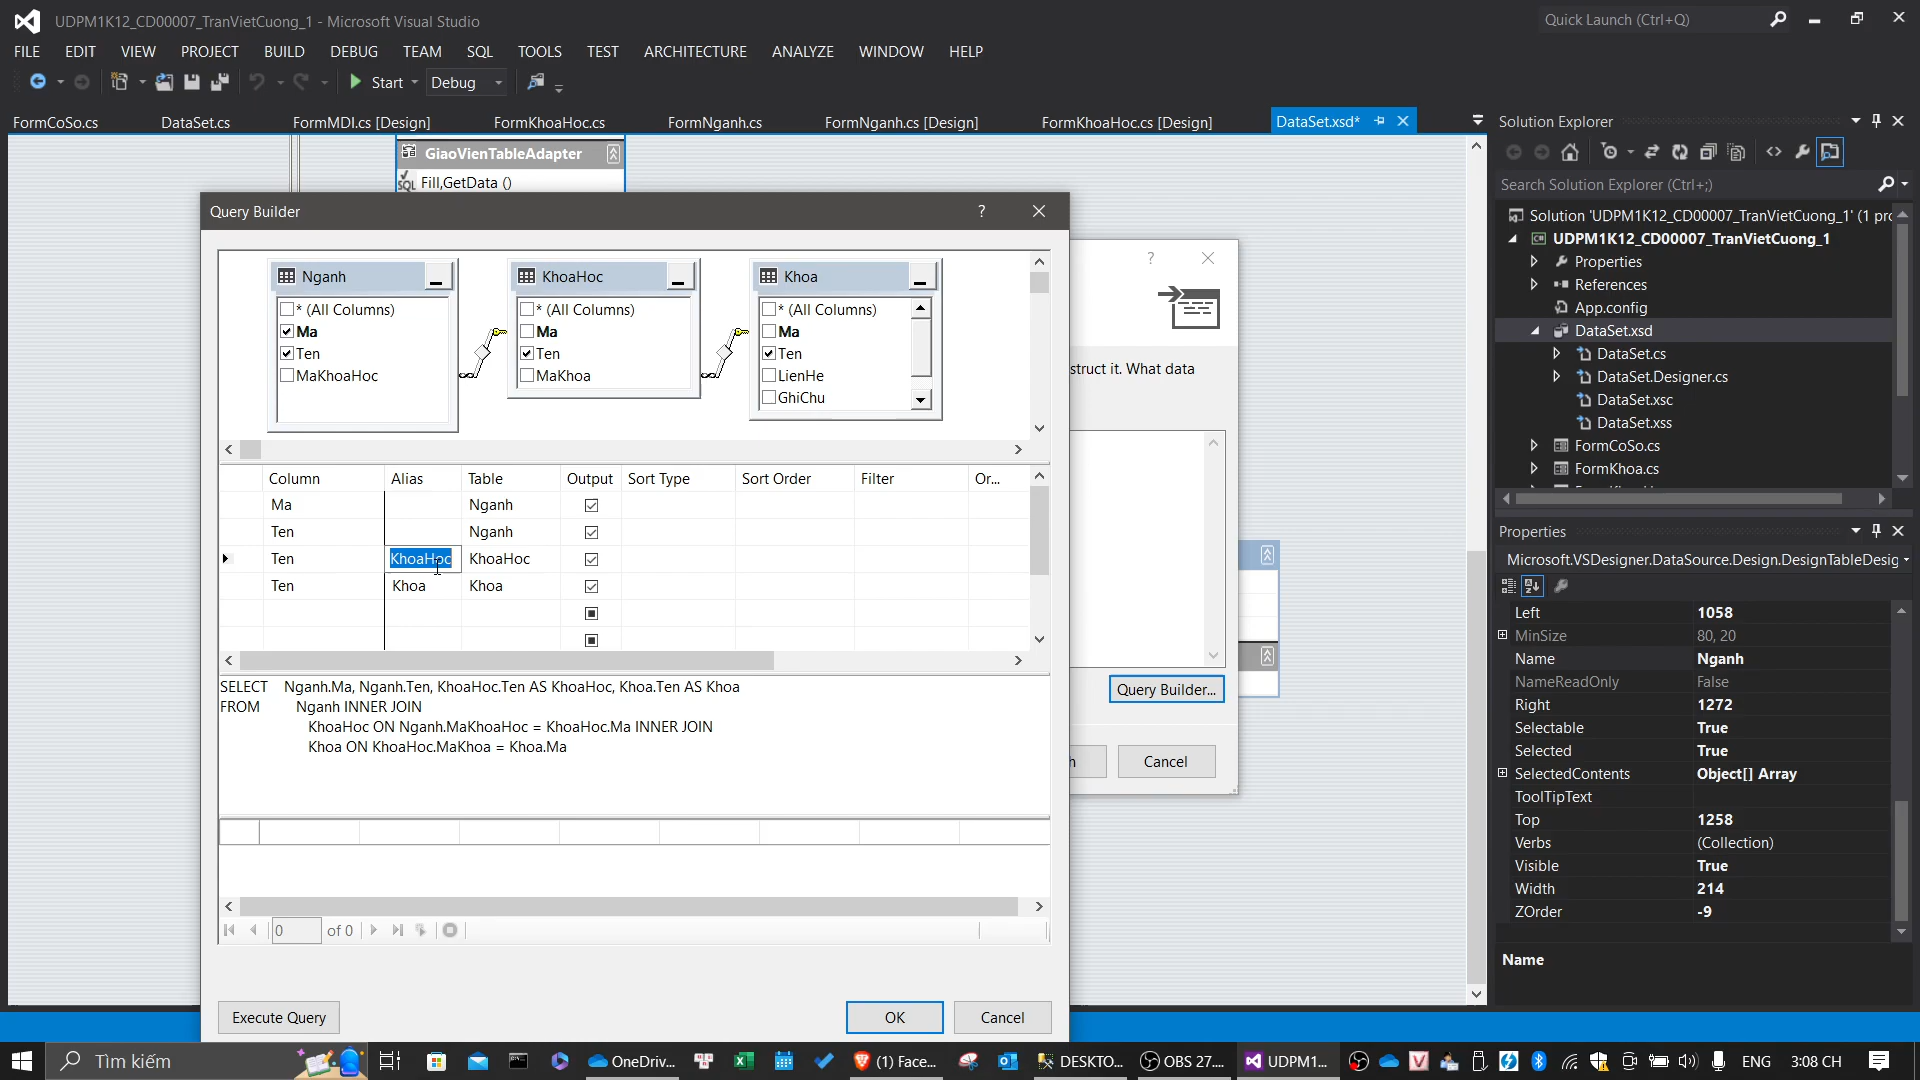 UDPM1K12_CD00007_TranVietCuong_1 - Microsoft Visual Studio
Quick Launch (Ctrl+Q)
FILE EDIT VIEW PROJECT BUILD DEBUG TEAM SQL TOOLS TEST ARCHITECTURE ANALYZE WINDOW HELP
Start Debug
FormCoSo.cs DataSet.cs FormMDI.cs [Design] FormKhoaHoc.cs FormNganh.cs FormNganh.cs [Design] FormKhoaHoc.cs [Design] DataSet.xsd*
GiaoVienTableAdapter
SQL Fill,GetData ()
Query Builder ?
Nganh
* (All Columns)
Ma
Ten
MaKhoaHoc
KhoaHoc
* (All Columns)
Ma
Ten
MaKhoa
Khoa
* (All Columns)
Ma
Ten
LienHe
GhiChu
Column Alias Table Output Sort Type Sort Order Filter Or...
Ma Nganh
Ten Nganh
Ten KhoaHoc KhoaHoc
Ten Khoa Khoa
SELECT Nganh.Ma, Nganh.Ten, KhoaHoc.Ten AS KhoaHoc, Khoa.Ten AS Khoa
FROM Nganh INNER JOIN
KhoaHoc ON Nganh.MaKhoaHoc = KhoaHoc.Ma INNER JOIN
Khoa ON KhoaHoc.MaKhoa = Khoa.Ma
0 of 0
Execute Query OK Cancel
?
struct it. What data
Query Builder...
h Cancel
Solution Explorer
Search Solution Explorer (Ctrl+;)
Solution 'UDPM1K12_CD00007_TranVietCuong_1' (1 pro
UDPM1K12_CD00007_TranVietCuong_1
Properties
References
App.config
DataSet.xsd
DataSet.cs
DataSet.Designer.cs
DataSet.xsc
DataSet.xss
FormCoSo.cs
FormKhoa.cs
Properties
Microsoft.VSDesigner.DataSource.Design.DesignTableDesig
Left 1058
MinSize 80, 20
Name Nganh
NameReadOnly False
Right 1272
Selectable True
Selected True
SelectedContents Object[] Array
ToolTipText
Top 1258
Verbs (Collection)
Visible True
Width 214
ZOrder -9
Name
Tìm kiếm OneDriv... (1) Face... DESKTO... OBS 27.... UDPM1... ENG 3:08 CH